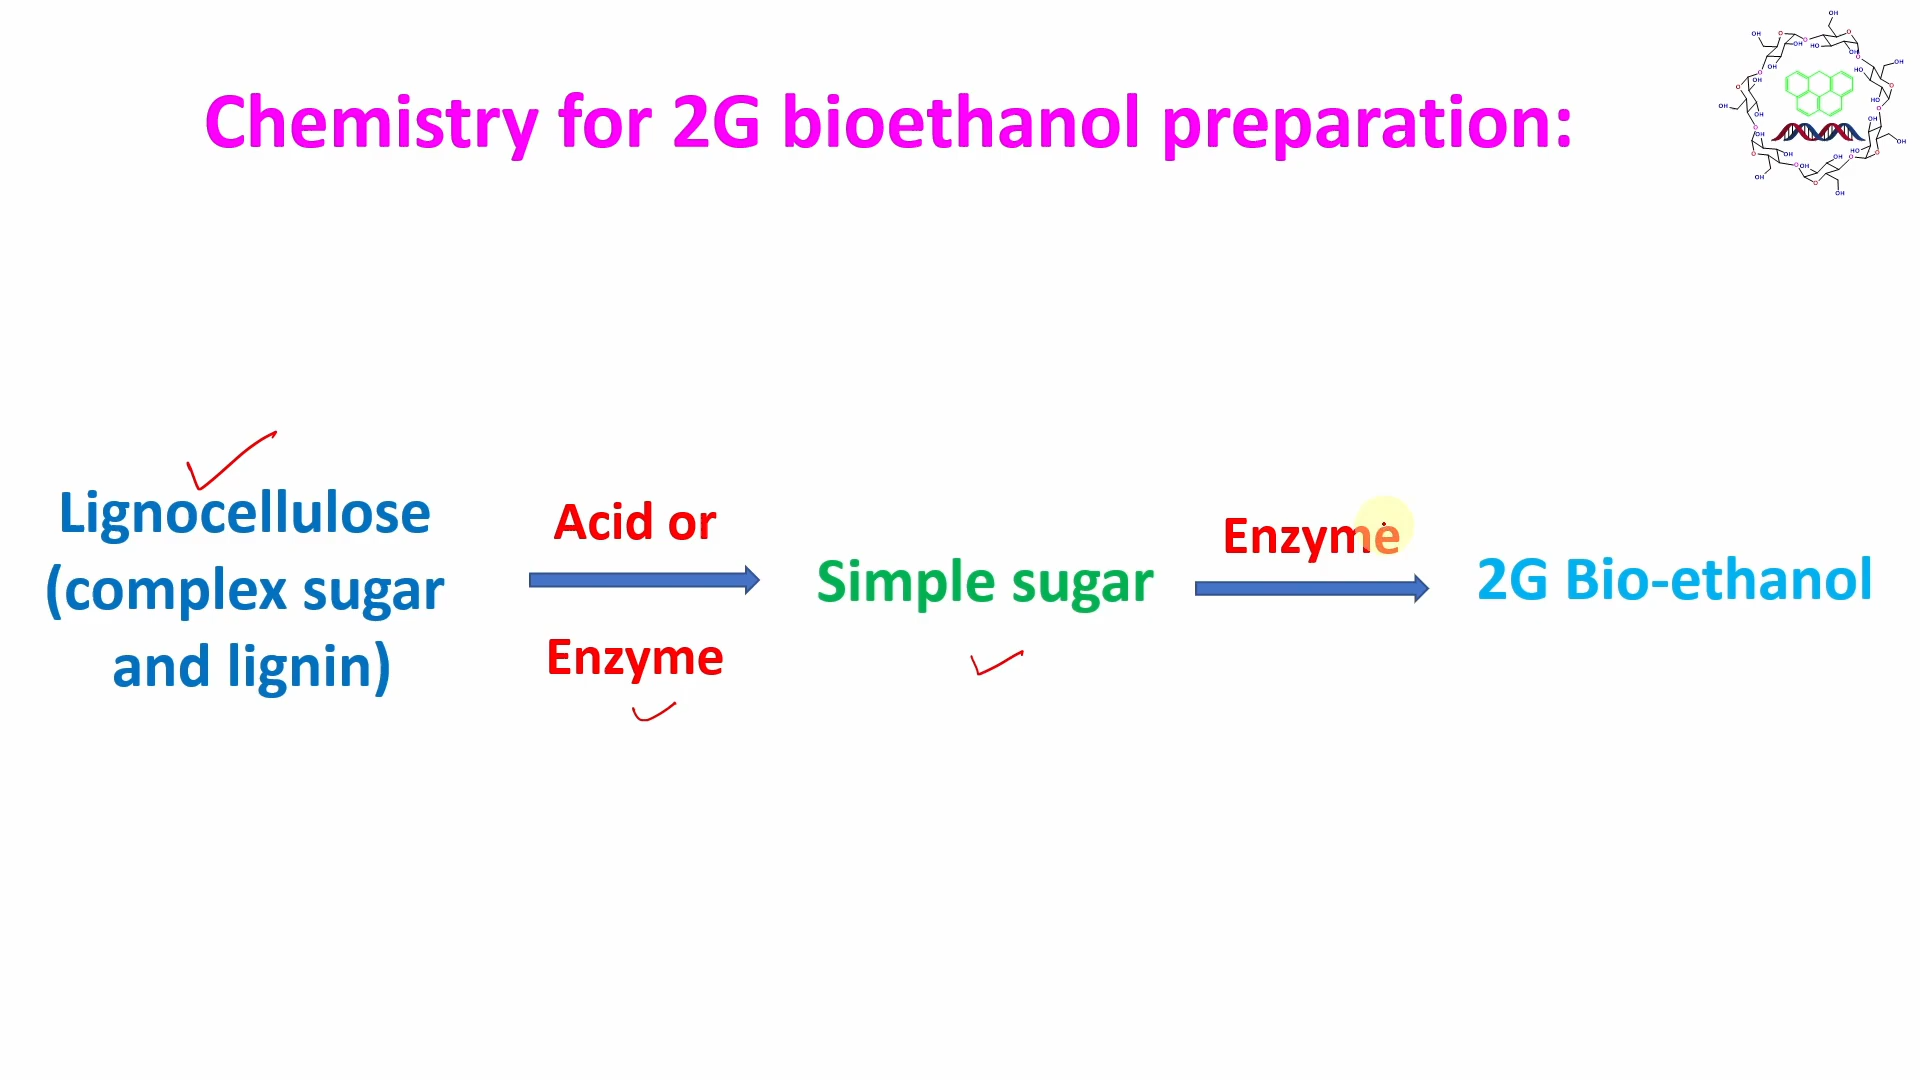 Chemistry for 2G bioethanol preparation:
Lignocellulose
(complex sugar
and lignin)
Acid or
Enzyme
Simple sugar
Enzyme
2G Bio-ethanol